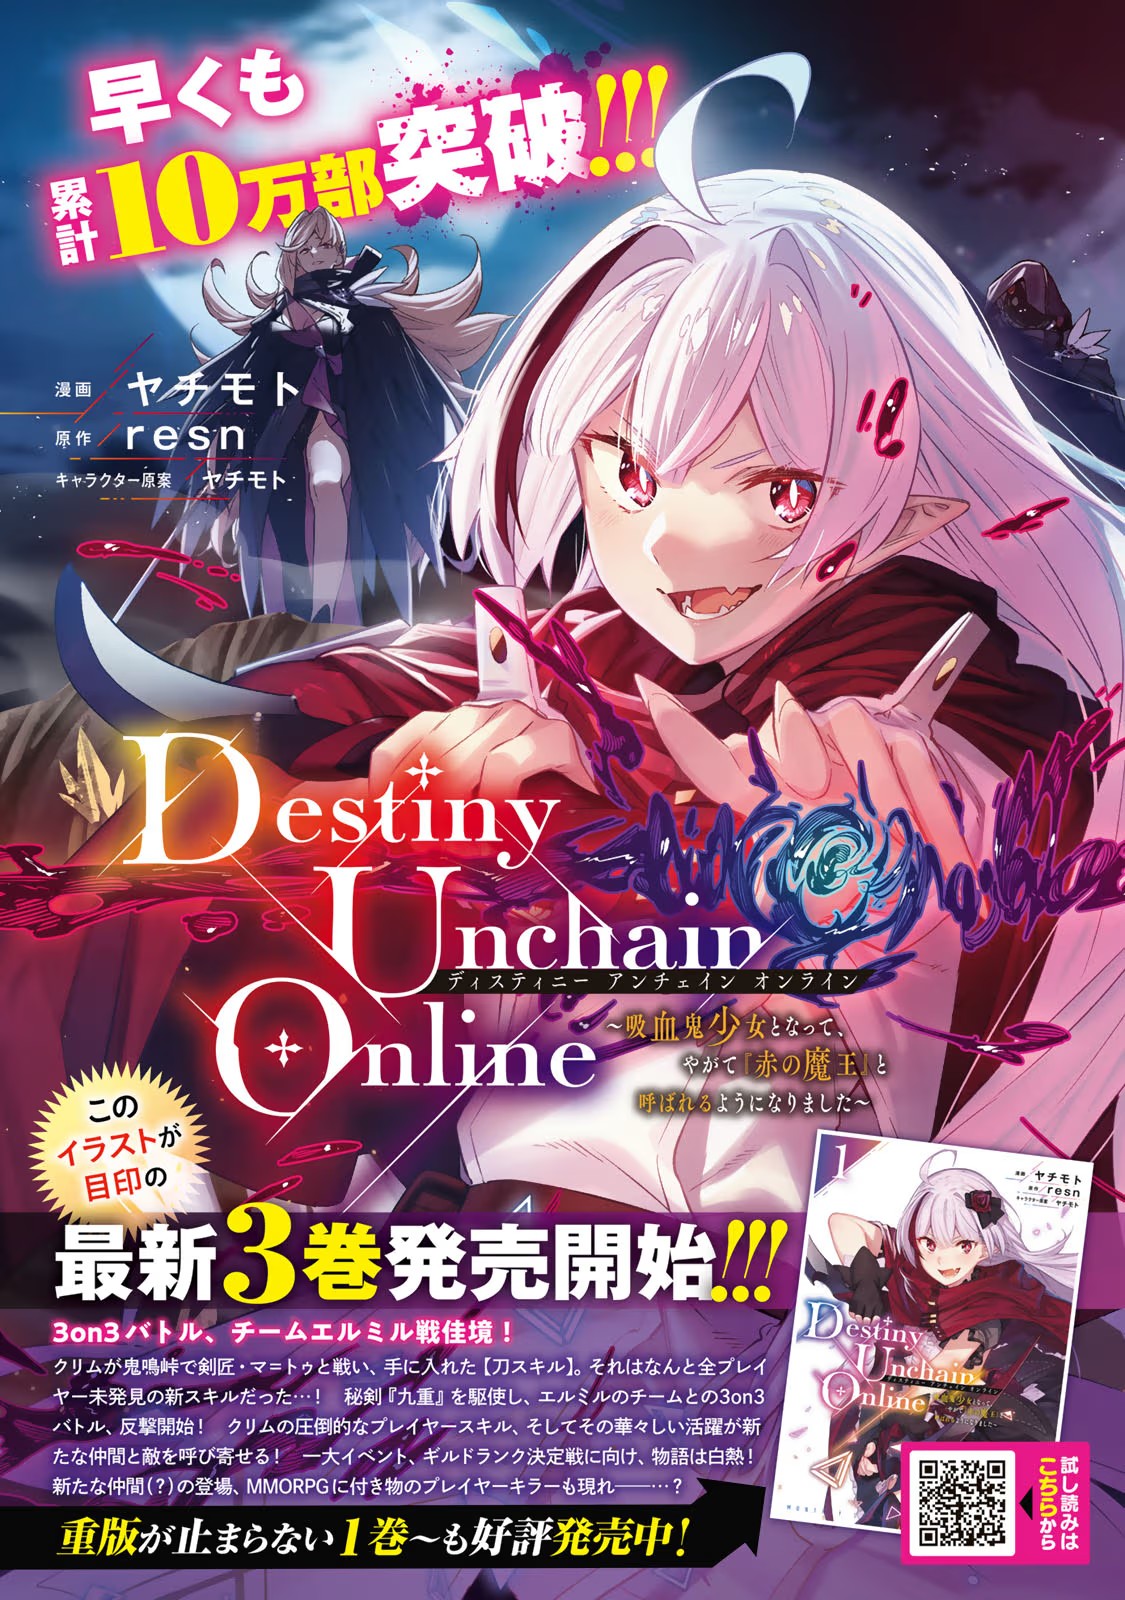 早くも
累計10万部突破!!!
漫画 ヤチモト
原作 resn
キャラクター原案 ヤチモト
Destiny
Unchain
ディスティニー アンチェイン オンライン
Online
～吸血鬼少女となって、
やがて『赤の魔王』と
呼ばれるようになりました～
この
イラストが
目印の
最新3巻発売開始!!!
3on3バトル、チームエルミル戦佳境！
クリムが鬼鳴峠で剣匠・マ＝トゥと戦い、手に入れた【刀スキル】。それはなんと全プレイ
ヤー未発見の新スキルだった…！　秘剣『九重』を駆使し、エルミルのチームとの3on3
バトル、反撃開始！　クリムの圧倒的なプレイヤースキル、そしてその華々しい活躍が新
たな仲間と敵を呼び寄せる！　一大イベント、ギルドランク決定戦に向け、物語は白熱！
新たな仲間（？）の登場、MMORPGに付き物のプレイヤーキラーも現れ――…？
重版が止まらない1巻～も好評発売中！
1
漫画 ヤチモト
原作 resn
キャラクター原案 ヤチモト
Destiny
Unchain
ディスティニー アンチェイン オンライン
Online
試し読みは
こちらから